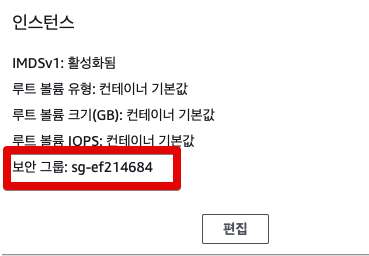 인스턴스
IMDSv1: 활성화됨
루트 볼륨 유형: 컨테이너 기본값
루트 볼륨 크기(GB): 컨테이너 기본값
루트 볼륨 IOPS: 컨테이너 기본값
보안 그룹: sg-ef214684
편집